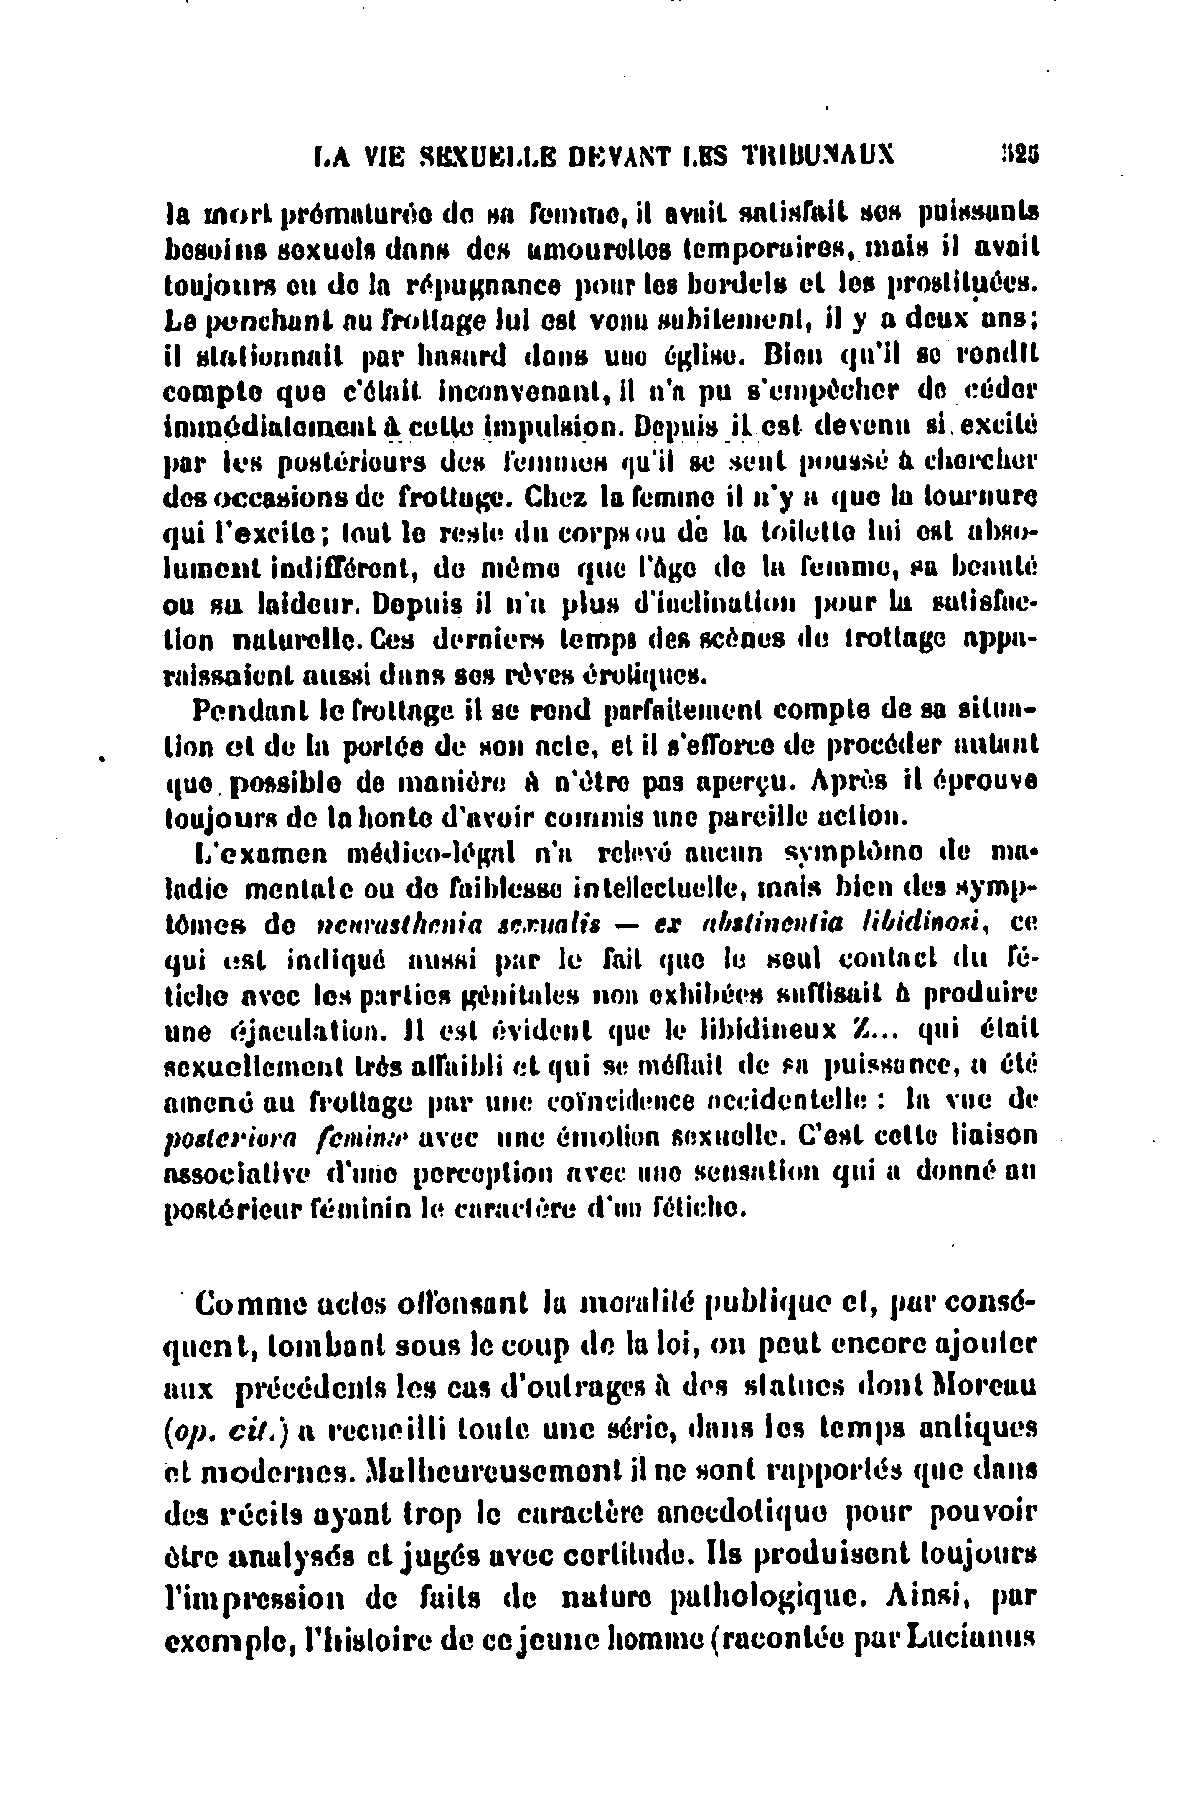 LA VIE SEXUELLE DEVANT LES TRIBUNAUX 525
la mort prématurée de sa femme, il avait satisfait ses puissants
besoins sexuels dans des amourettes temporaires, mais il avait
toujours eu de la répugnance pour les bordels et les prostituées.
Le penchant au frottage lui est venu subitement, il y a deux ans;
il stationnait par hasard dans une église. Bien qu'il se rendît
compte que c'était inconvenant, il n'a pu s'empêcher de céder
immédiatement à cette impulsion. Depuis il est devenu si excité
par les postérieurs des femmes qu'il se sent poussé à chercher
des occasions de frottage. Chez la femme il n'y a que la tournure
qui l'excite; tout le reste du corps ou de la toilette lui est abso-
lument indifférent, de même que l'âge de la femme, sa beauté
ou sa laideur. Depuis il n'a plus d'inclination pour la satisfac-
tion naturelle. Ces derniers temps des scènes de trottage appa-
raissaient aussi dans ses rêves érotiques.
Pendant le frottage il se rend parfaitement compte de sa situa-
tion et de la portée de son acte, et il s'efforce de procéder autant
que possible de manière à n'être pas aperçu. Après il éprouve
toujours de la honte d'avoir commis une pareille action.
L'examen médico-légal n'a relevé aucun symptôme de ma-
ladie mentale ou de faiblesse intellectuelle, mais bien des symp-
tômes de neurasthenia sexualis — ex abstinentia libidinosi, ce
qui est indiqué aussi par le fait que le seul contact du fé-
tiche avec les parties génitales non exhibées suffisait à produire
une éjaculation. Il est évident que le libidineux Z... qui était
sexuellement très affaibli et qui se méfiait de sa puissance, a été
amené au frottage par une coïncidence accidentelle : la vue de
posteriora feminæ avec une émotion sexuelle. C'est cette liaison
associative d'une perception avec une sensation qui a donné au
postérieur féminin le caractère d'un fétiche.
Comme actes offensant la moralité publique et, par consé-
quent, tombant sous le coup de la loi, on peut encore ajouter
aux précédents les cas d'outrages à des statues dont Moreau
(op. cit.) a recueilli toute une série, dans les temps antiques
et modernes. Malheureusement il ne sont rapportés que dans
des récits ayant trop le caractère anecdotique pour pouvoir
être analysés et jugés avec certitude. Ils produisent toujours
l'impression de faits de nature pathologique. Ainsi, par
exemple, l'histoire de ce jeune homme (racontée par Lucianus